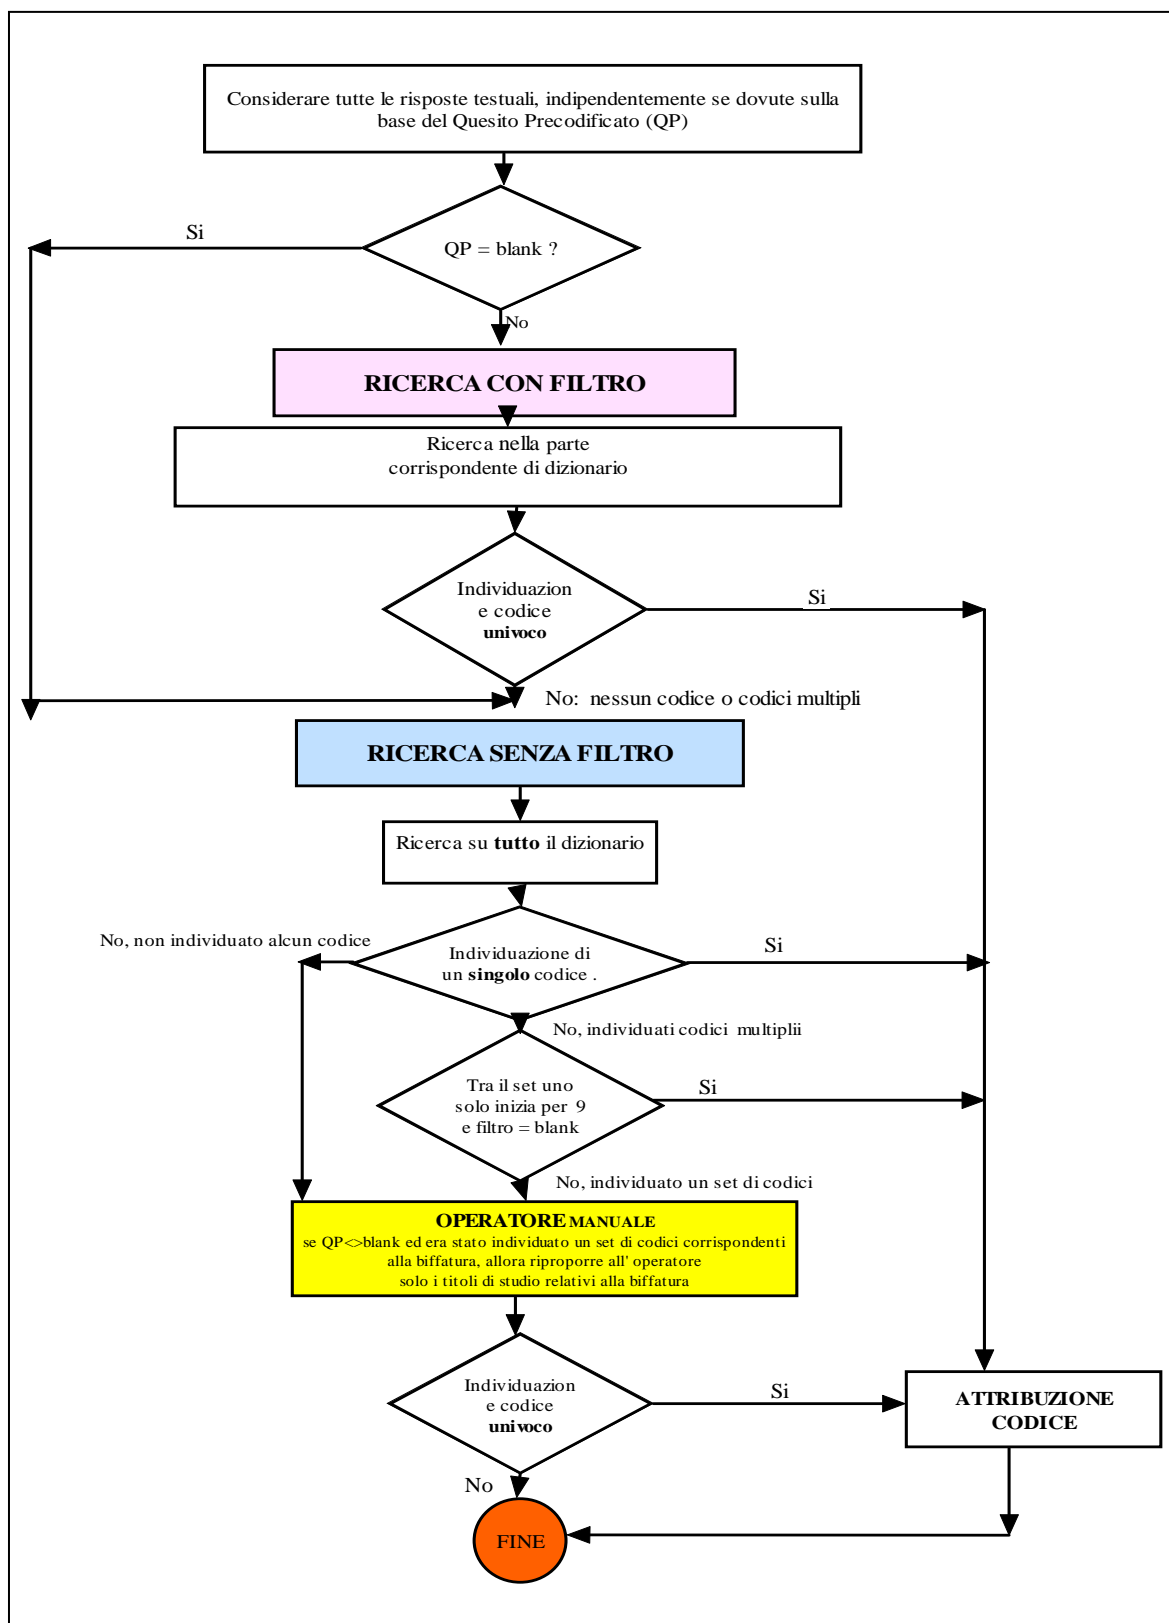 Considerare tutte le risposte testuali, indipendentemente se dovute sulla
base del Quesito Precodificato (QP)
Si
QP = blank ?
No
RICERCA CON FILTRO
Ricerca nella parte
corrispondente di dizionario
Individuazion
e codice
univoco
Si
No: nessun codice o codici multipli
RICERCA SENZA FILTRO
Ricerca su tutto il dizionario
No, non individuato alcun codice
Individuazione di
un singolo codice .
Si
No, individuati codici multiplii
Tra il set uno
solo inizia per 9
e filtro = blank
Si
No, individuato un set di codici
OPERATORE MANUALE
se QP<>blank ed era stato individuato un set di codici corrispondenti
alla biffatura, allora riproporre all' operatore
solo i titoli di studio relativi alla biffatura
Individuazion
e codice
univoco
Si
ATTRIBUZIONE
CODICE
No
FINE